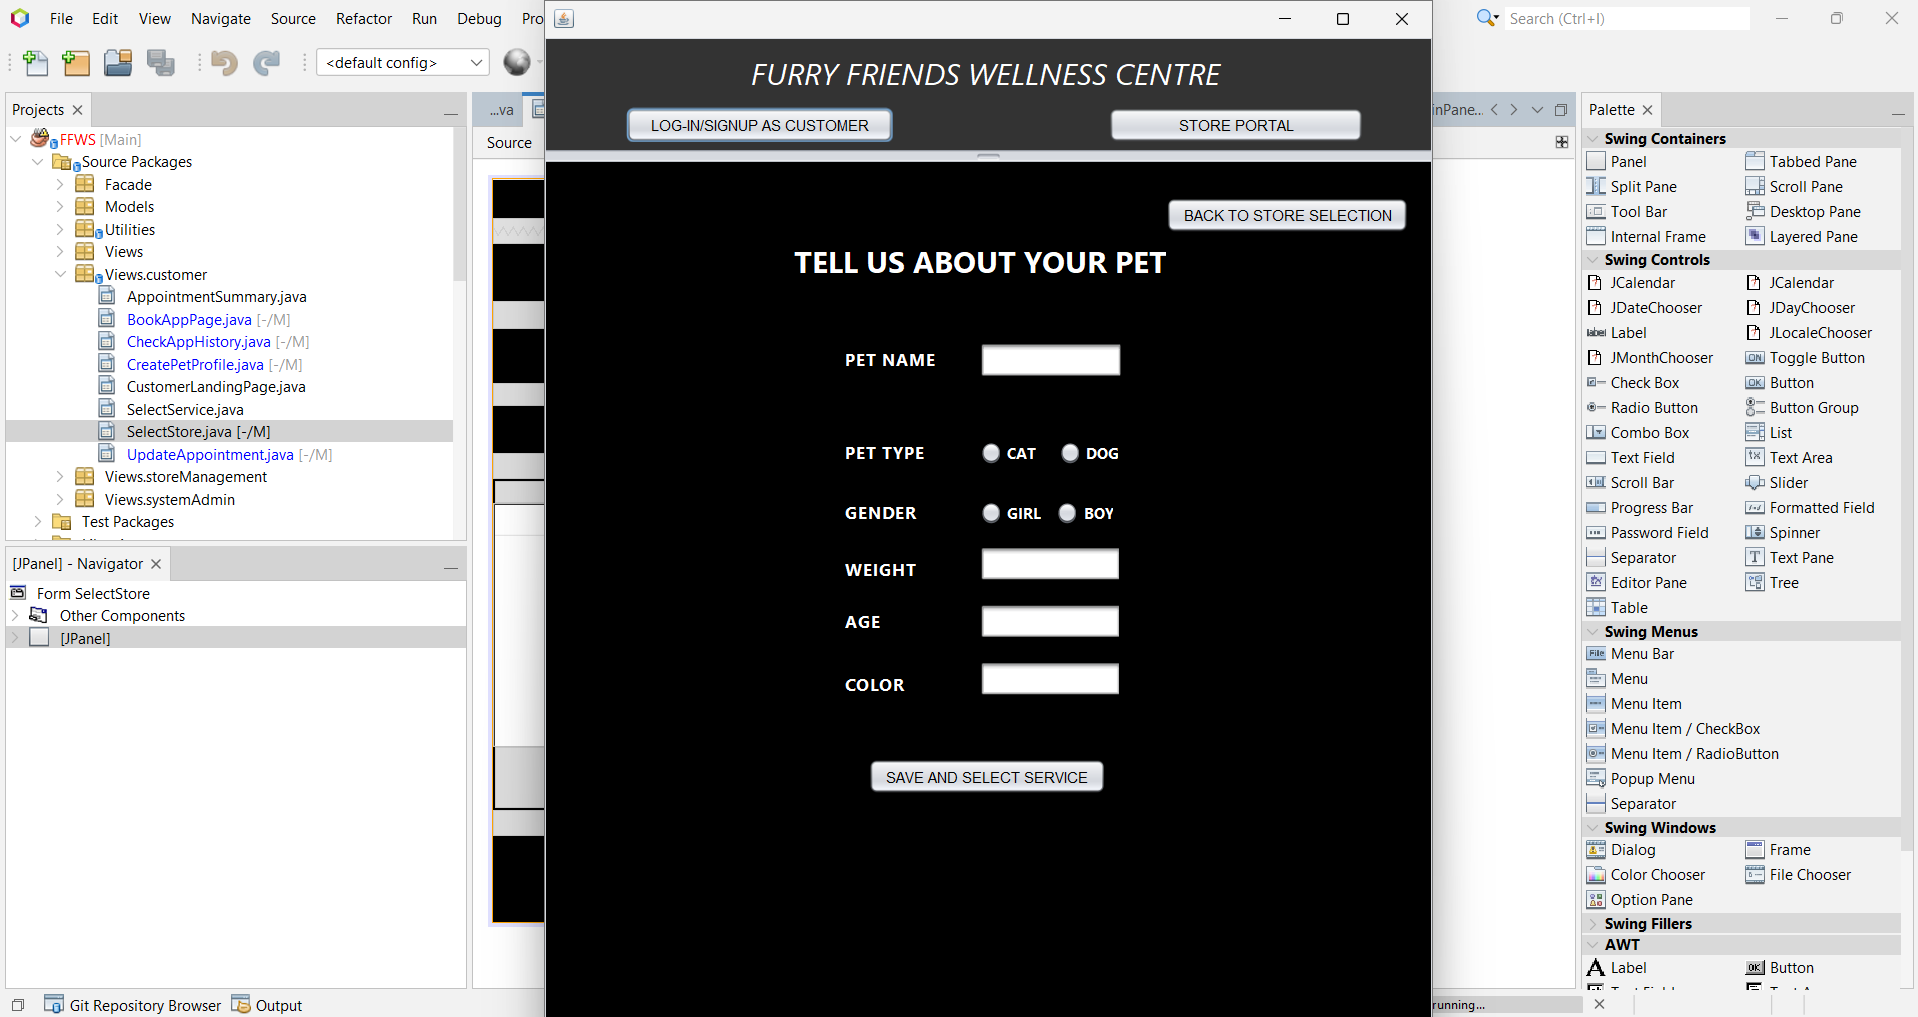 File Edit View Navigate Source Refactor Run Debug Pro
Search (Ctrl+I)
<default config>
Projects
FFWS [Main]
Source Packages
Facade
Models
Utilities
Views
Views.customer
AppointmentSummary.java
BookAppPage.java [-/M]
CheckAppHistory.java [-/M]
CreatePetProfile.java [-/M]
CustomerLandingPage.java
SelectService.java
SelectStore.java [-/M]
UpdateAppointment.java [-/M]
Views.storeManagement
Views.systemAdmin
Test Packages
[JPanel] - Navigator
Form SelectStore
Other Components
[JPanel]
Git Repository Browser Output
...va
Source
FURRY FRIENDS WELLNESS CENTRE
LOG-IN/SIGNUP AS CUSTOMER STORE PORTAL
BACK TO STORE SELECTION
TELL US ABOUT YOUR PET
PET NAME
PET TYPE CAT DOG
GENDER GIRL BOY
WEIGHT
AGE
COLOR
SAVE AND SELECT SERVICE
inPane...
running...
Palette
Swing Containers
Panel Tabbed Pane
Split Pane Scroll Pane
Tool Bar Desktop Pane
Internal Frame Layered Pane
Swing Controls
JCalendar JCalendar
JDateChooser JDayChooser
label Label JLocaleChooser
JMonthChooser ON Toggle Button
Check Box OK Button
Radio Button Button Group
Combo Box List
Text Field Text Area
Scroll Bar Slider
Progress Bar Formatted Field
Password Field Spinner
Separator Text Pane
Editor Pane Tree
Table
Swing Menus
File Menu Bar
Menu
Menu Item
Menu Item / CheckBox
Menu Item / RadioButton
Popup Menu
Separator
Swing Windows
Dialog Frame
Color Chooser File Chooser
Option Pane
Swing Fillers
AWT
A Label OK Button